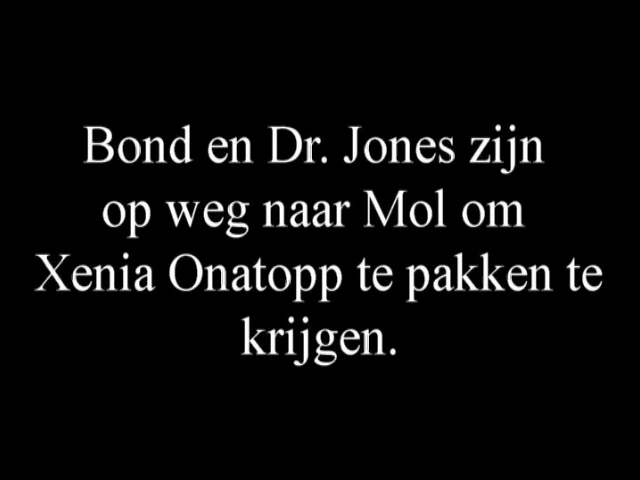 Bond en Dr. Jones zijn
op weg naar Mol om
Xenia Onatopp te pakken te
krijgen.